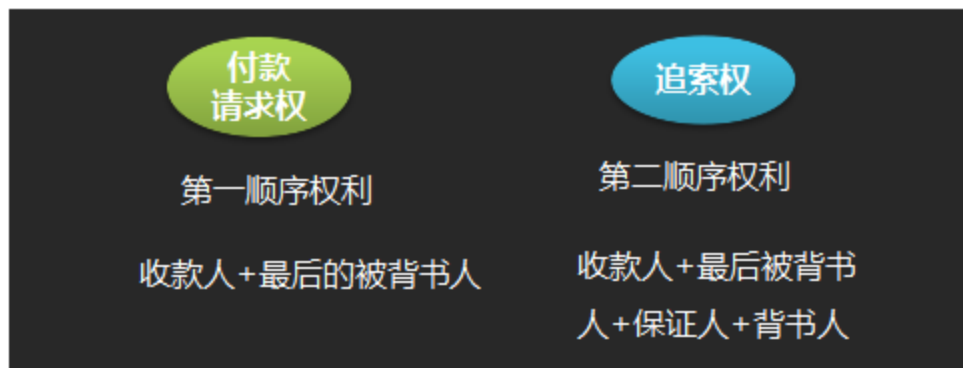 付款
请求权
第一顺序权利
收款人+最后的被背书人
追索权
第二顺序权利
收款人+最后被背书
人+保证人+背书人